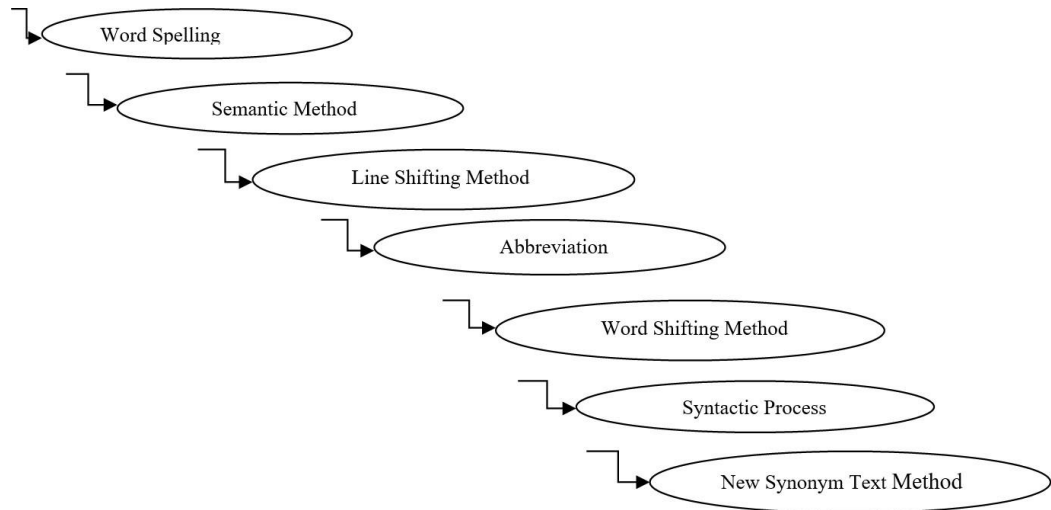 Word Spelling
Semantic Method
Line Shifting Method
Abbreviation
Word Shifting Method
Syntactic Process
New Synonym Text Method